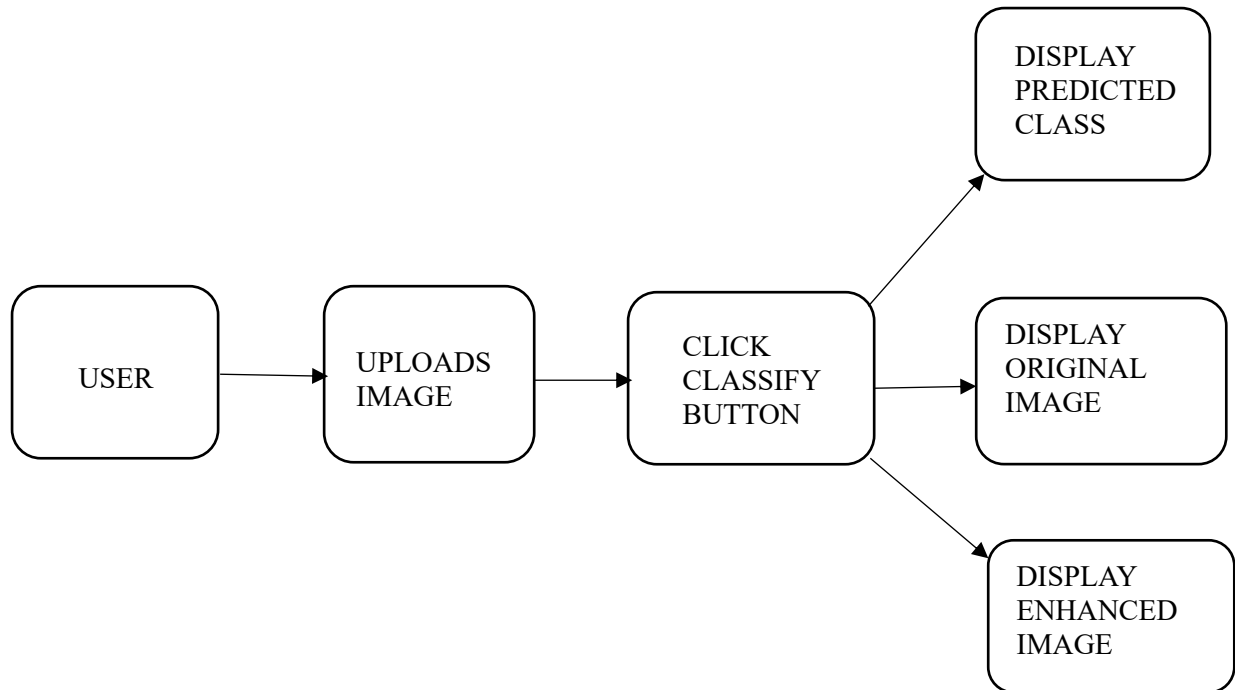 USER
UPLOADS
IMAGE
CLICK
CLASSIFY
BUTTON
DISPLAY
PREDICTED
CLASS
DISPLAY
ORIGINAL
IMAGE
DISPLAY
ENHANCED
IMAGE